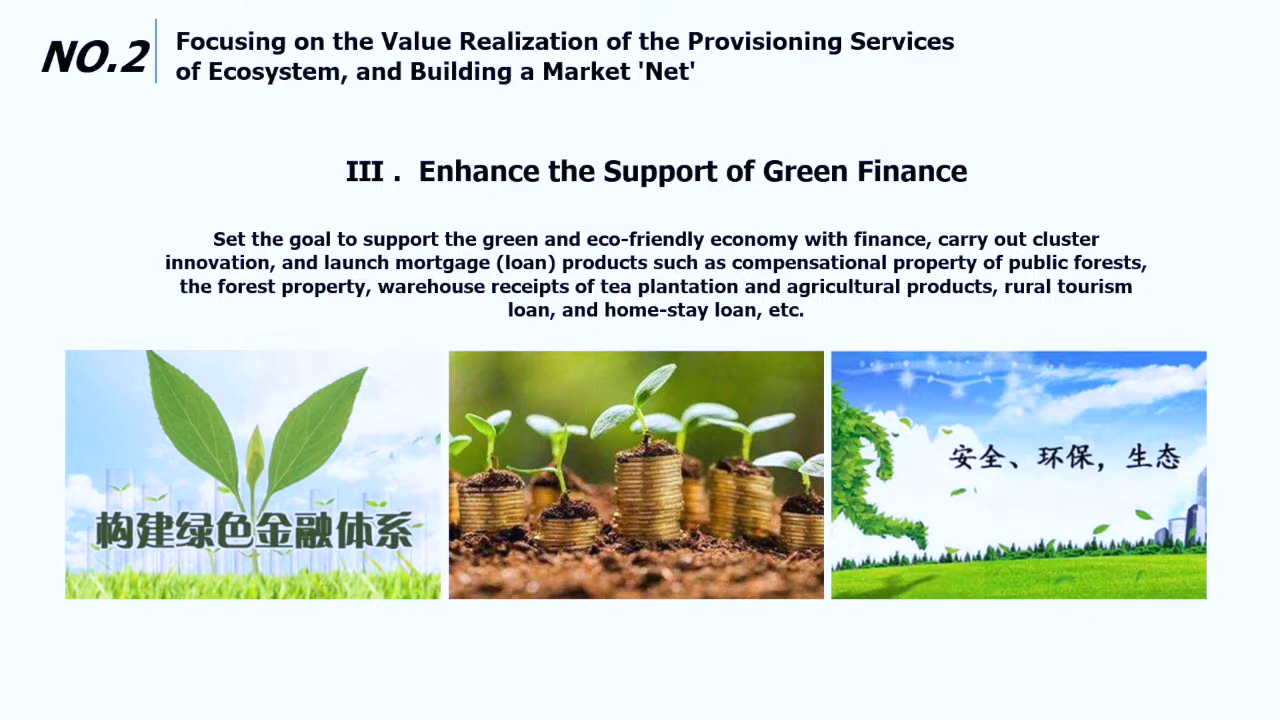 NO.2
Focusing on the Value Realization of the Provisioning Services
of Ecosystem, and Building a Market 'Net'
III . Enhance the Support of Green Finance
Set the goal to support the green and eco-friendly economy with finance, carry out cluster
innovation, and launch mortgage (loan) products such as compensational property of public forests,
the forest property, warehouse receipts of tea plantation and agricultural products, rural tourism
loan, and home-stay loan, etc.
构建绿色金融体系
安全、环保，生态